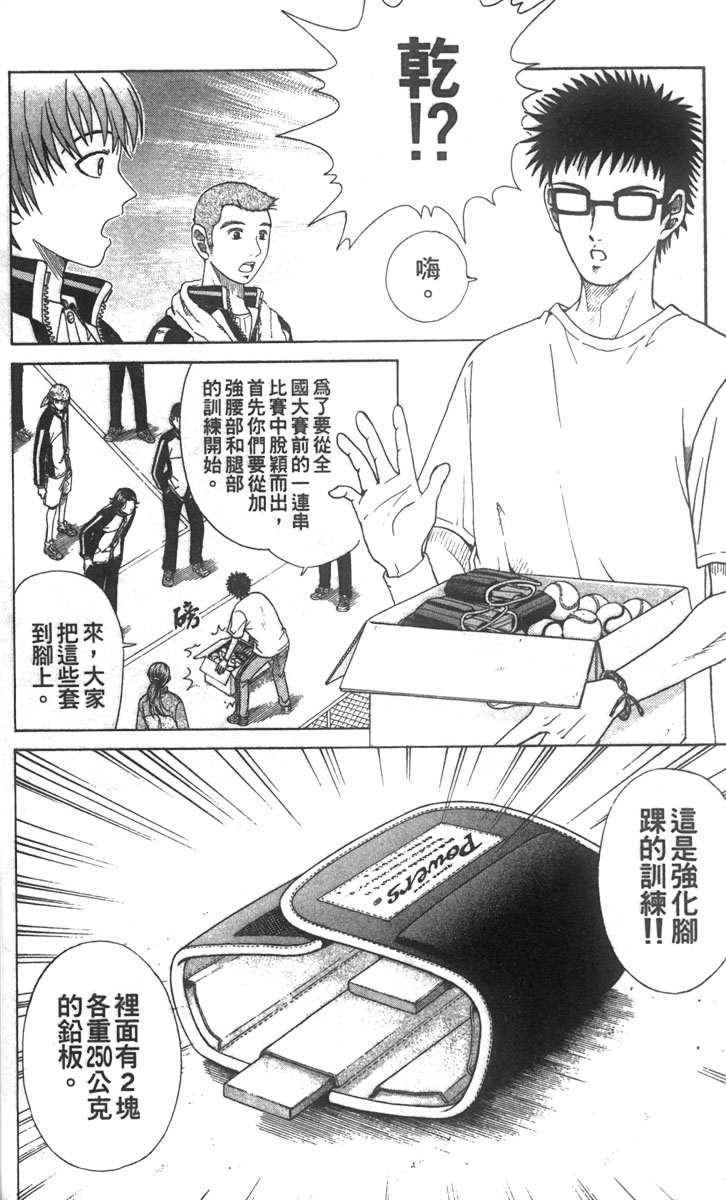 乾!?
嗨。
為了要從全
國大賽前的一連串
比賽中脫穎而出，
首先你們要從加
強腰部和腿部
的訓練開始。
磅
來，大家
把這些套
到腳上。
這是強化腳
踝的訓練!!
Powers
裡面有2塊
各重250公克
的鉛板。